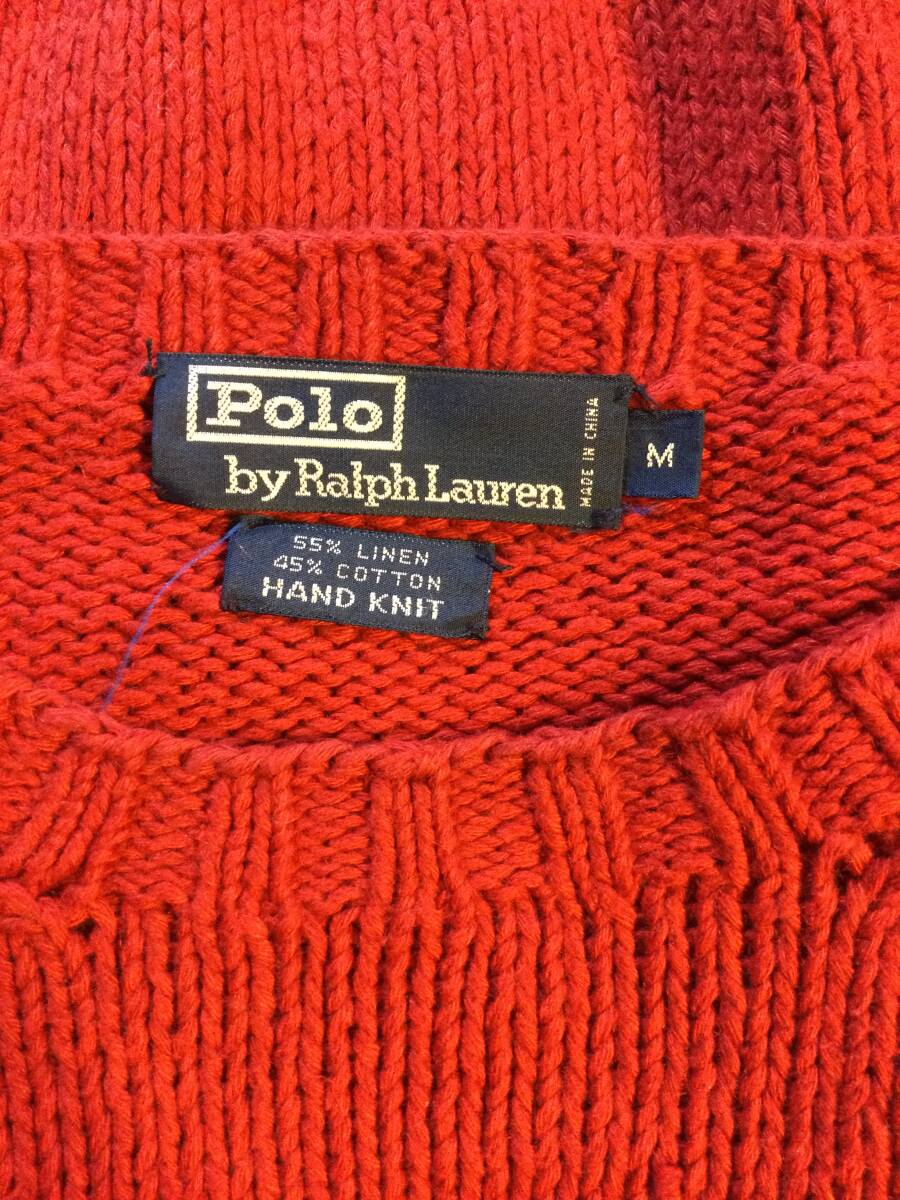 Polo
by Ralph Lauren
MADE IN CHINA
M
55% LINEN
45% COTTON
HAND KNIT